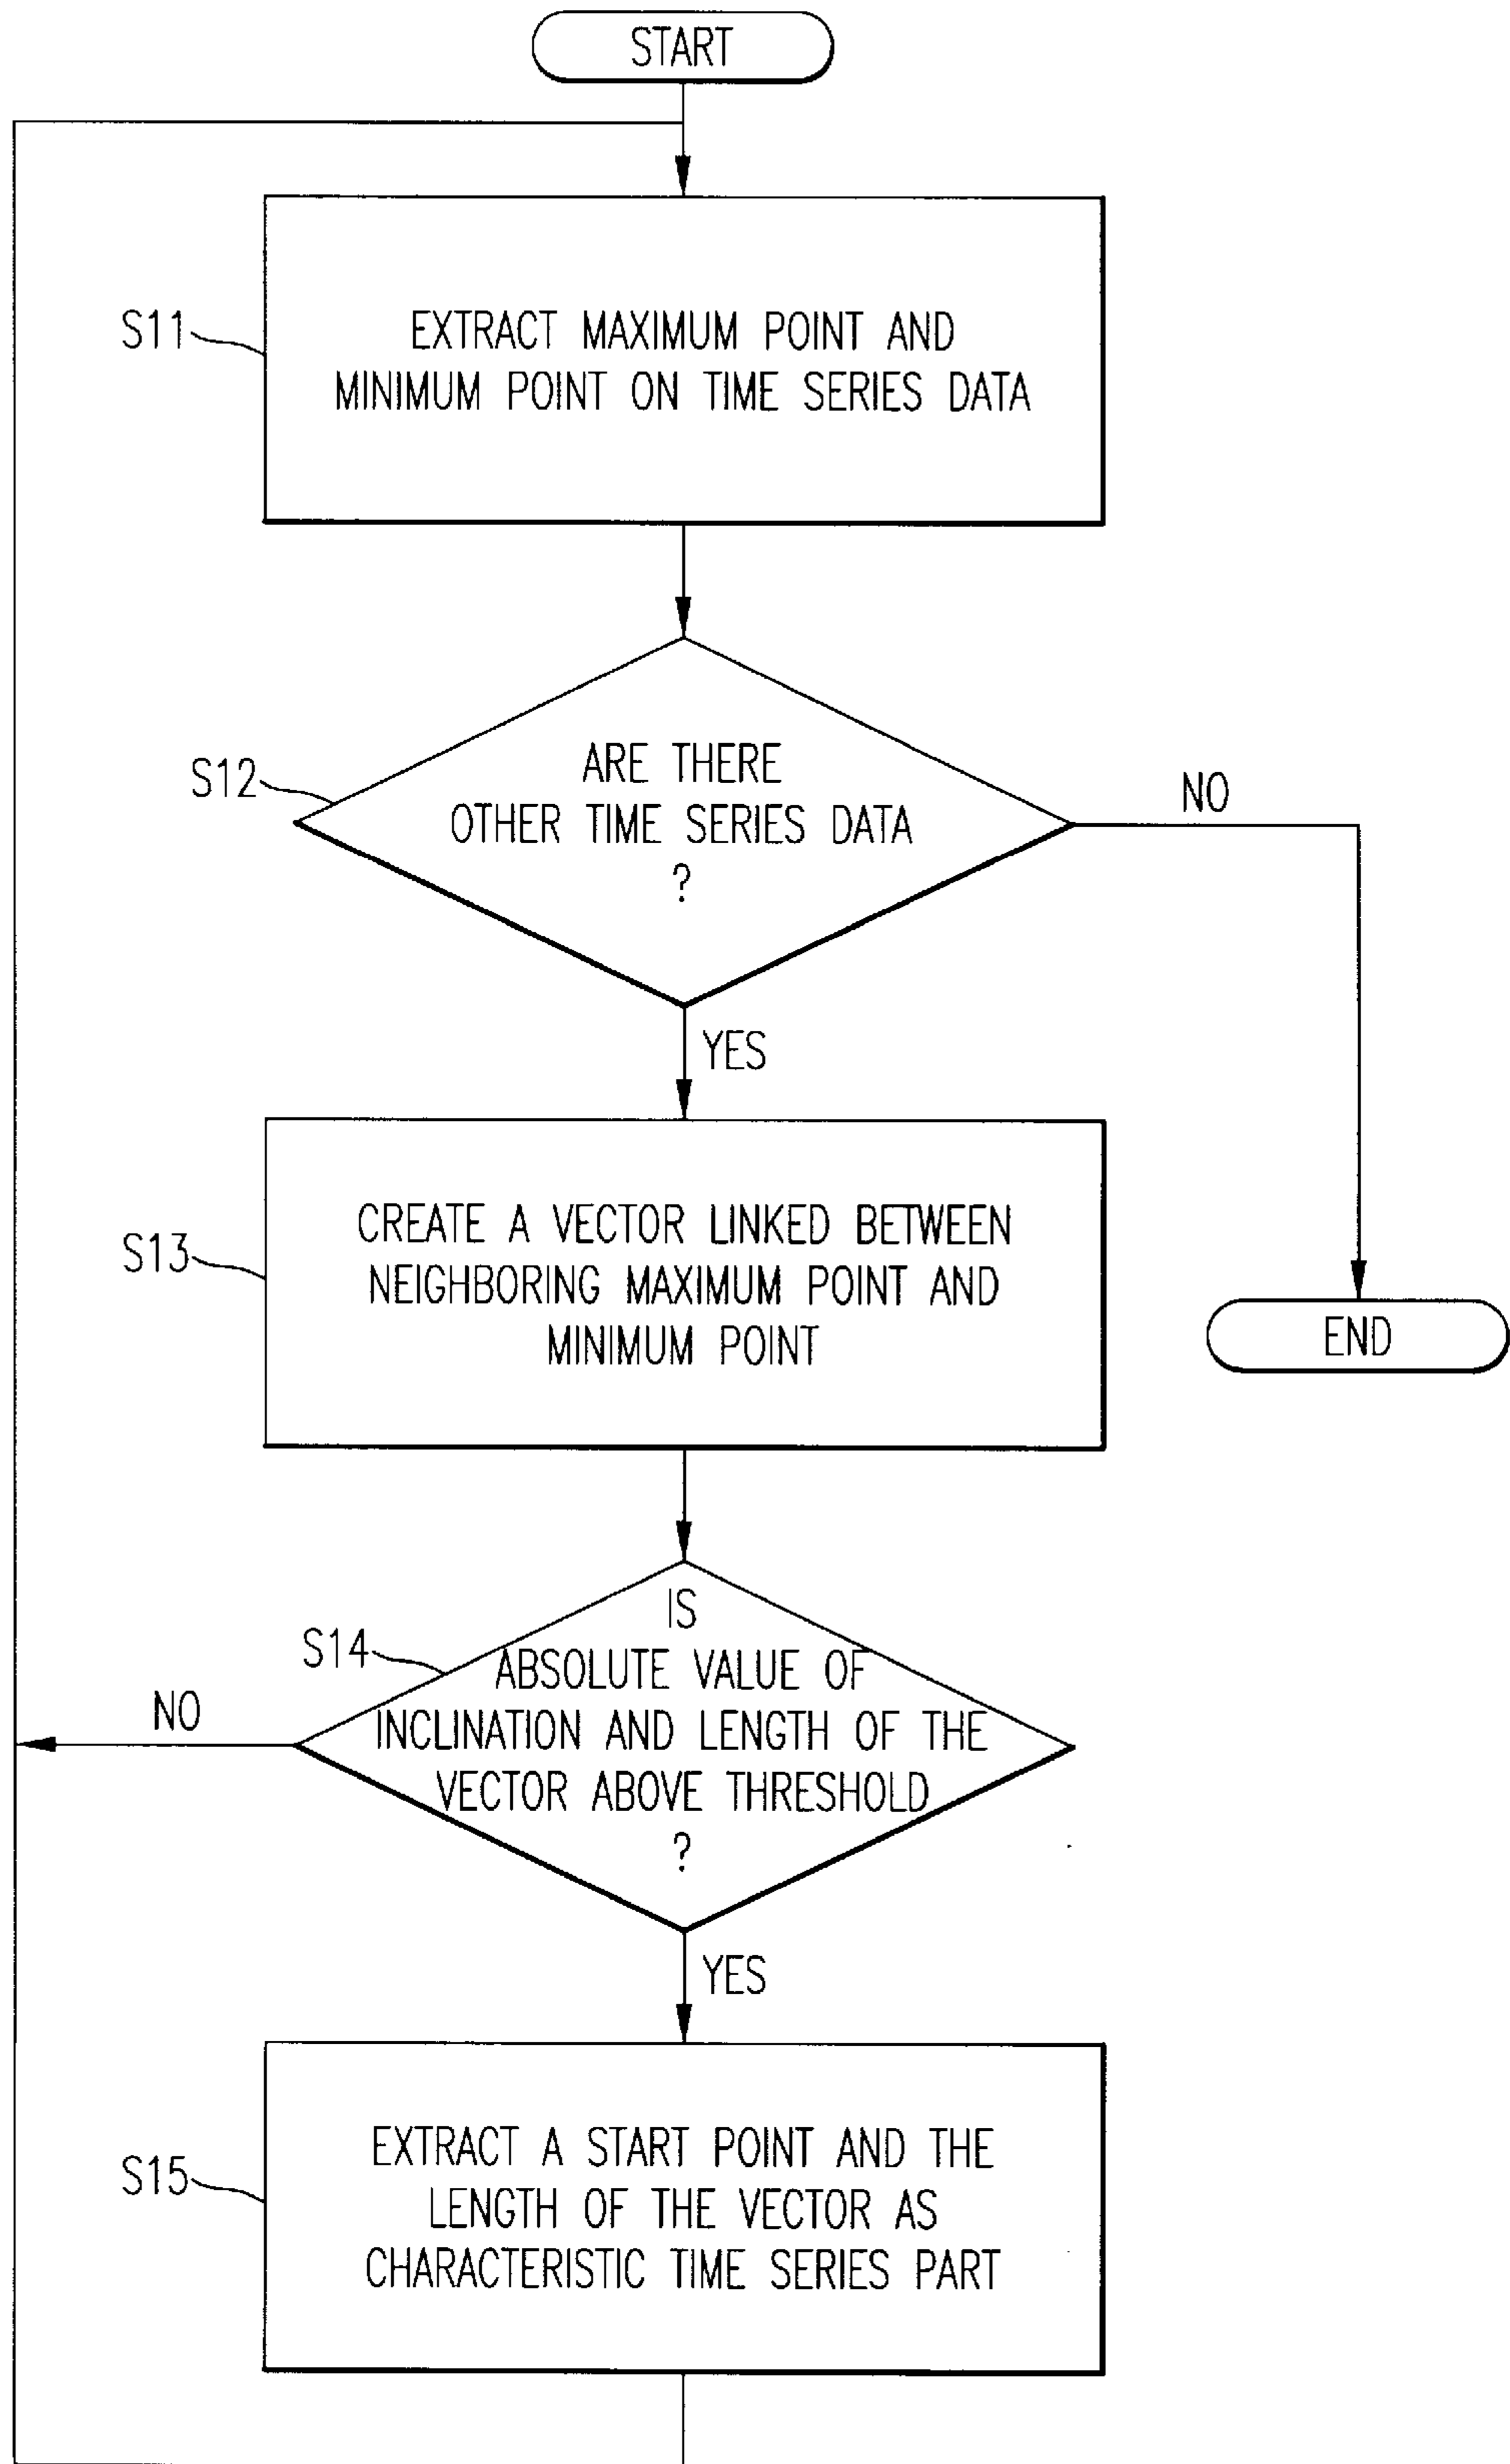 START
S11
EXTRACT MAXIMUM POINT AND
MINIMUM POINT ON TIME SERIES DATA
S12
ARE THERE
OTHER TIME SERIES DATA
?
NO
YES
S13
CREATE A VECTOR LINKED BETWEEN
NEIGHBORING MAXIMUM POINT AND
MINIMUM POINT
END
S14
IS
ABSOLUTE VALUE OF
INCLINATION AND LENGTH OF THE
VECTOR ABOVE THRESHOLD
?
NO
YES
S15
EXTRACT A START POINT AND THE
LENGTH OF THE VECTOR AS
CHARACTERISTIC TIME SERIES PART